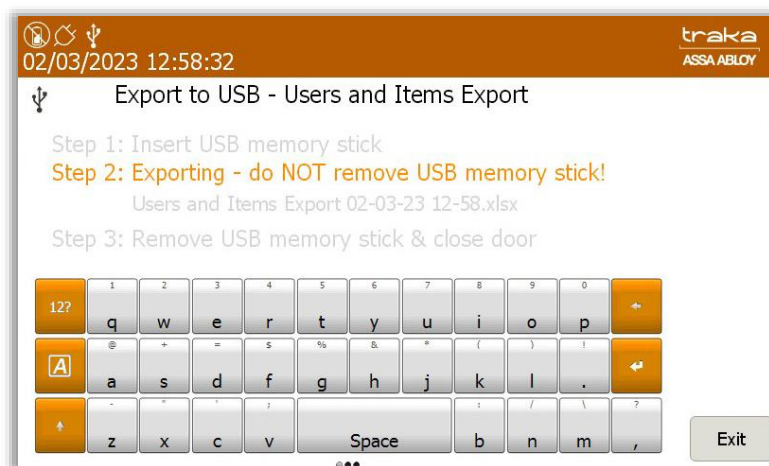 traka
02/03/2023 12:58:32
ASSA ABLOY
Export to USB - Users and Items Export
Step 1: Insert USB memory stick
Step 2: Exporting - do NOT remove USB memory stick!
Users and Items Export 02-03-23 12-58.xlsx
Step 3: Remove USB memory stick & close door
1 2 3 4 5 6 7 8 9 0
12? q w e r t y u i o p
@ + = $ % & * ( ) !
A a s d f g h j k l .
- " ' ; : / \ ?
z x c v Space b n m ,
Exit